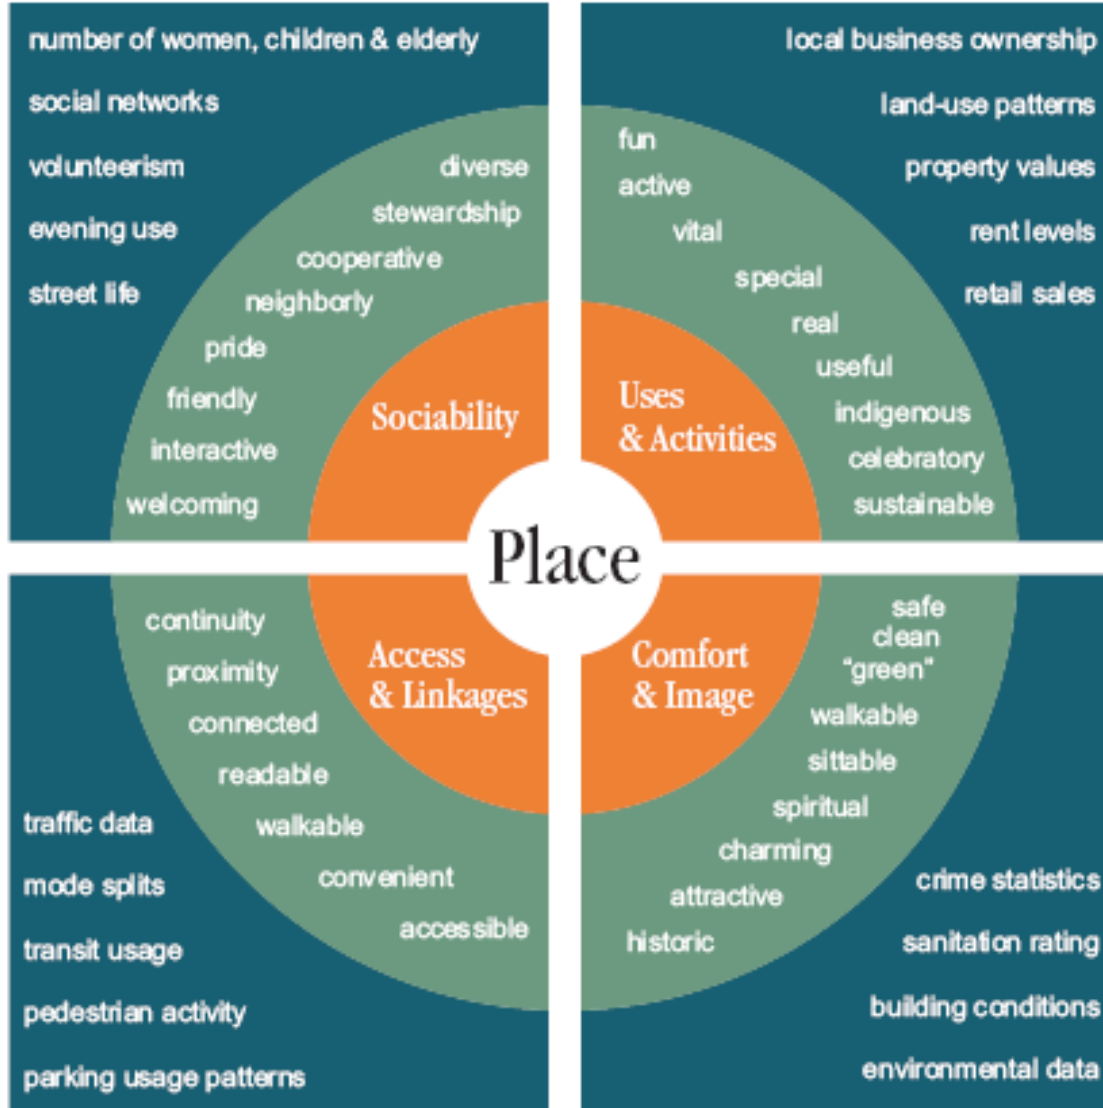 number of women, children & elderly
social networks
volunteerism
evening use
street life
diverse
stewardship
cooperative
neighborly
pride
friendly
interactive
welcoming
Sociability
local business ownership
land-use patterns
property values
rent levels
retail sales
fun
active
vital
special
real
useful
indigenous
celebratory
sustainable
Uses
& Activities
Place
Access
& Linkages
continuity
proximity
connected
readable
walkable
convenient
accessible
traffic data
mode splits
transit usage
pedestrian activity
parking usage patterns
Comfort
& Image
safe
clean
“green”
walkable
sittable
spiritual
charming
attractive
historic
crime statistics
sanitation rating
building conditions
environmental data